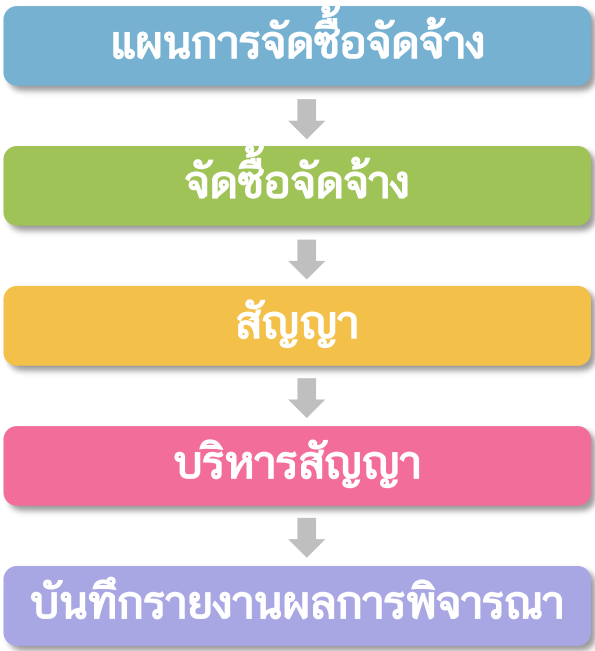 แผนการจัดซื้อจัดจ้าง
จัดซื้อจัดจ้าง
สัญญา
บริหารสัญญา
บันทึกรายงานผลการพิจารณา